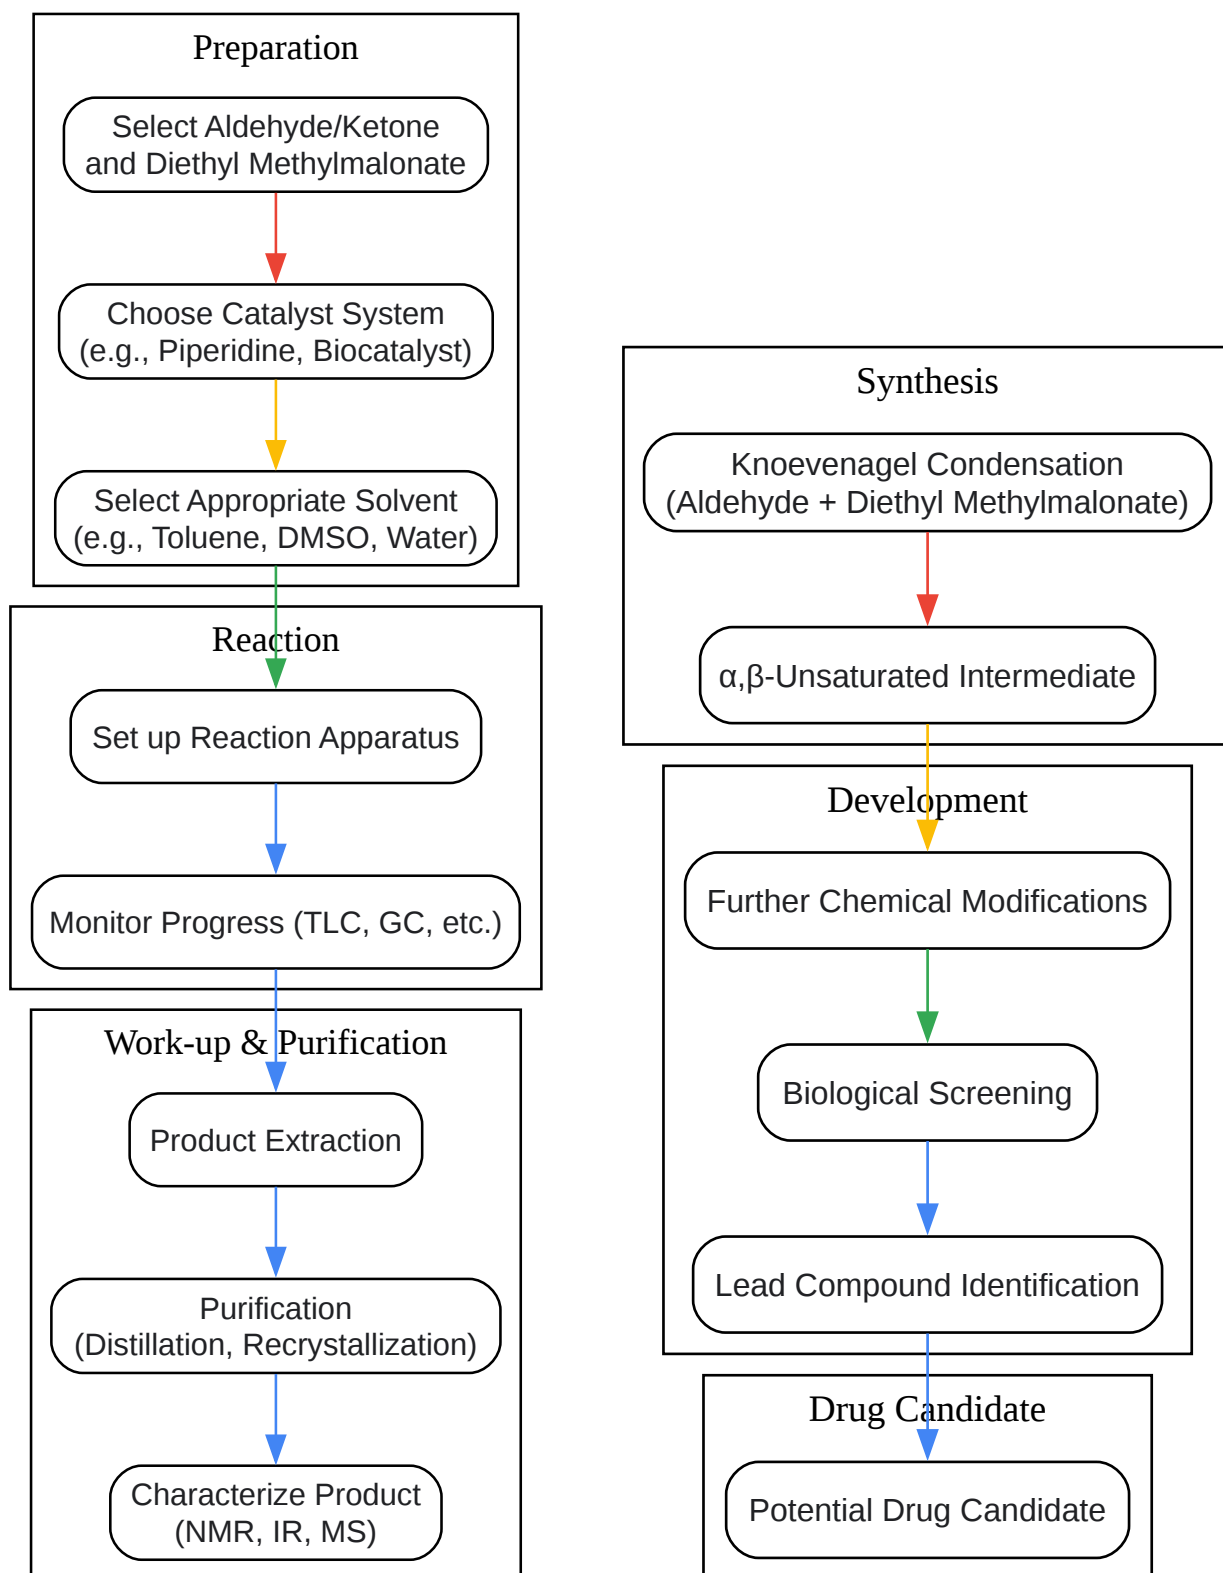 Preparation
Select Aldehyde/Ketone
and Diethyl Methylmalonate
Choose Catalyst System
(e.g., Piperidine, Biocatalyst)
Select Appropriate Solvent
(e.g., Toluene, DMSO, Water)
Reaction
Set up Reaction Apparatus
Monitor Progress (TLC, GC, etc.)
Work-up & Purification
Product Extraction
Purification
(Distillation, Recrystallization)
Characterize Product
(NMR, IR, MS)
Synthesis
Knoevenagel Condensation
(Aldehyde + Diethyl Methylmalonate)
α,β-Unsaturated Intermediate
Development
Further Chemical Modifications
Biological Screening
Lead Compound Identification
Drug Candidate
Potential Drug Candidate